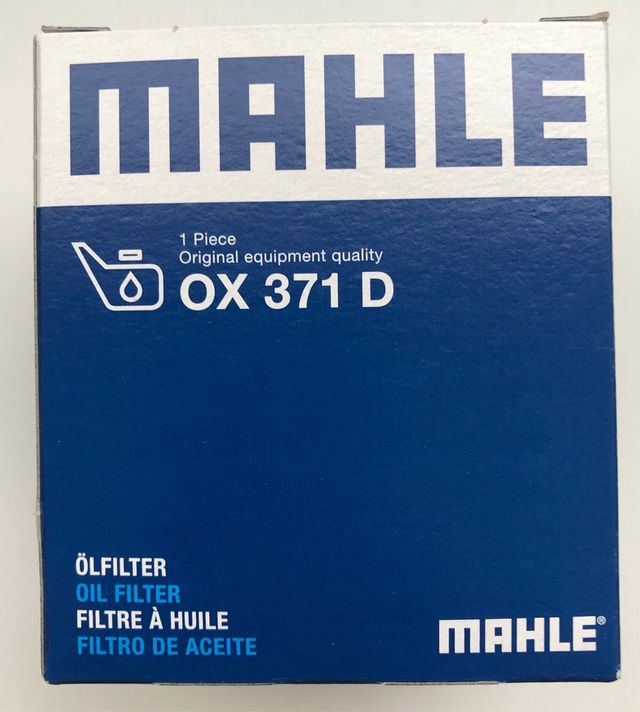 MAHLE
1 Piece
Original equipment quality
OX 371 D
ÖLFILTER
OIL FILTER
FILTRE À HUILE
FILTRO DE ACEITE
MAHLE®